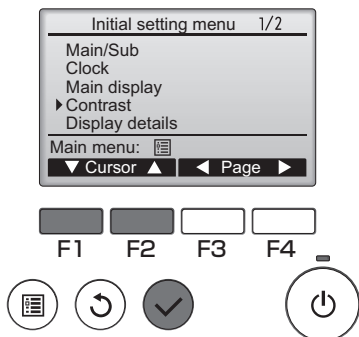 Initial setting menu 1/2
Main/Sub
Clock
Main display
Contrast
Display details
Main menu:
▼ Cursor ▲ ◀ Page ▶
F1 F2 F3 F4